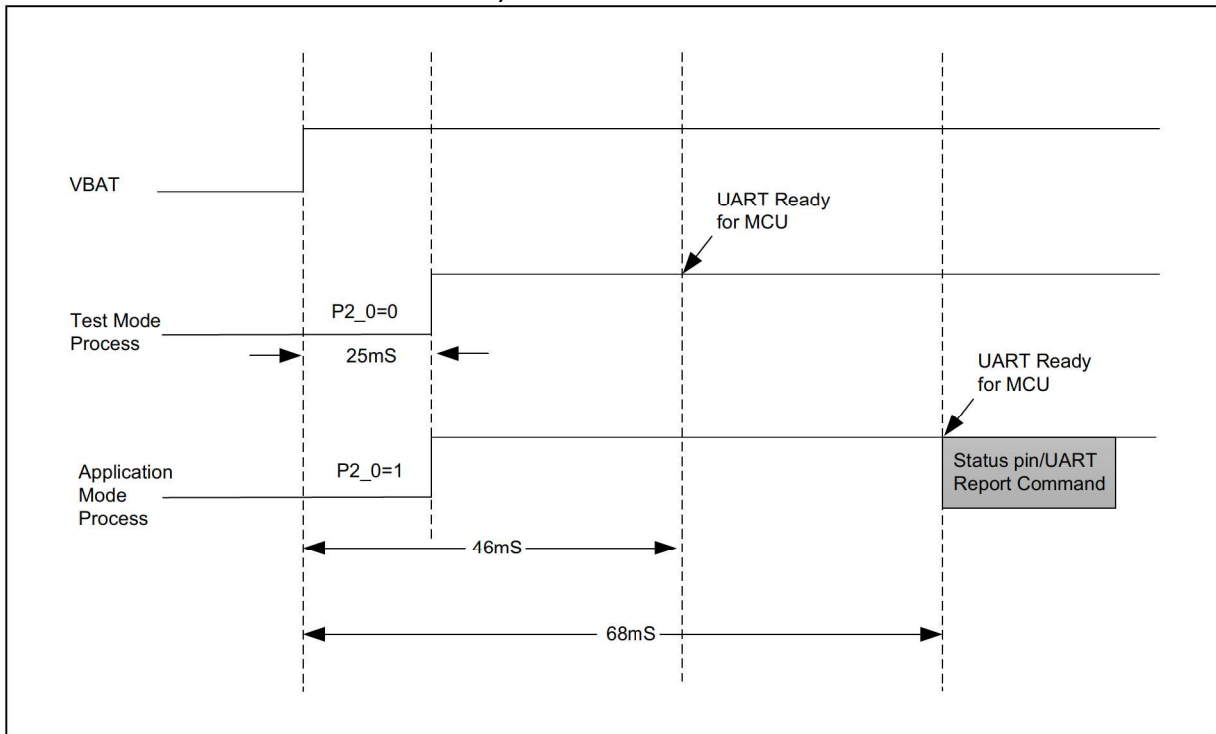 VBAT
UART Ready
for MCU
Test Mode
Process
P2_0=0
25mS
UART Ready
for MCU
Application
Mode
Process
P2_0=1
Status pin/UART
Report Command
46mS
68mS